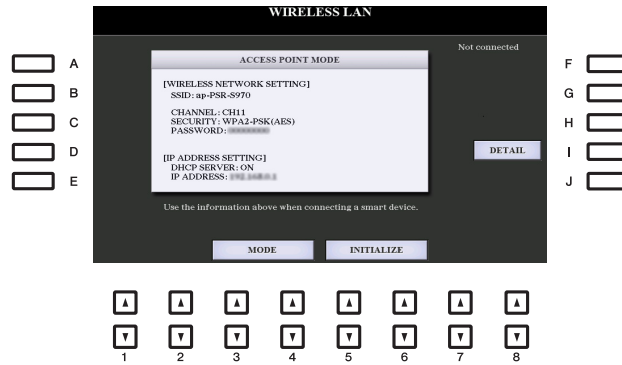 WIRELESS LAN
Not connected
ACCESS POINT MODE
[WIRELESS NETWORK SETTING]
SSID: ap-PSR-S970
CHANNEL: CH11
SECURITY: WPA2-PSK(AES)
PASSWORD:
[IP ADDRESS SETTING]
DHCP SERVER: ON
IP ADDRESS:
DETAIL
Use the information above when connecting a smart device.
MODE
INITIALIZE
A
B
C
D
E
F
G
H
I
J
1 2 3 4 5 6 7 8